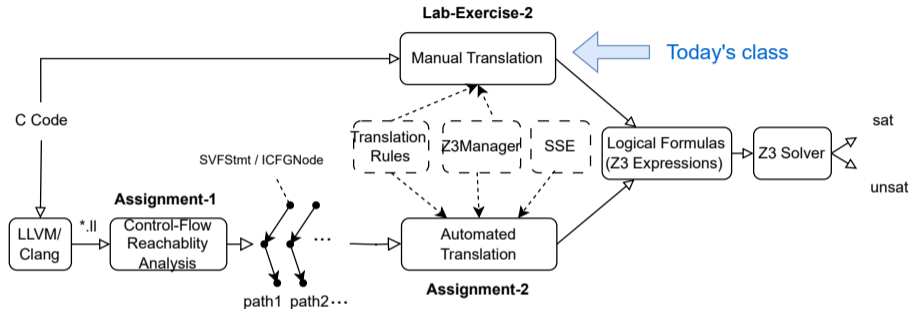 Lab-Exercise-2
Manual Translation
Today's class
C Code
Translation
Rules
Z3Manager
SSE
Logical Formulas
(Z3 Expressions)
Z3 Solver
sat
unsat
SVFStmt / ICFGNode
Assignment-1
LLVM/
Clang
*.ll
Control-Flow
Reachablity
Analysis
...
Automated
Translation
Assignment-2
path1 path2...